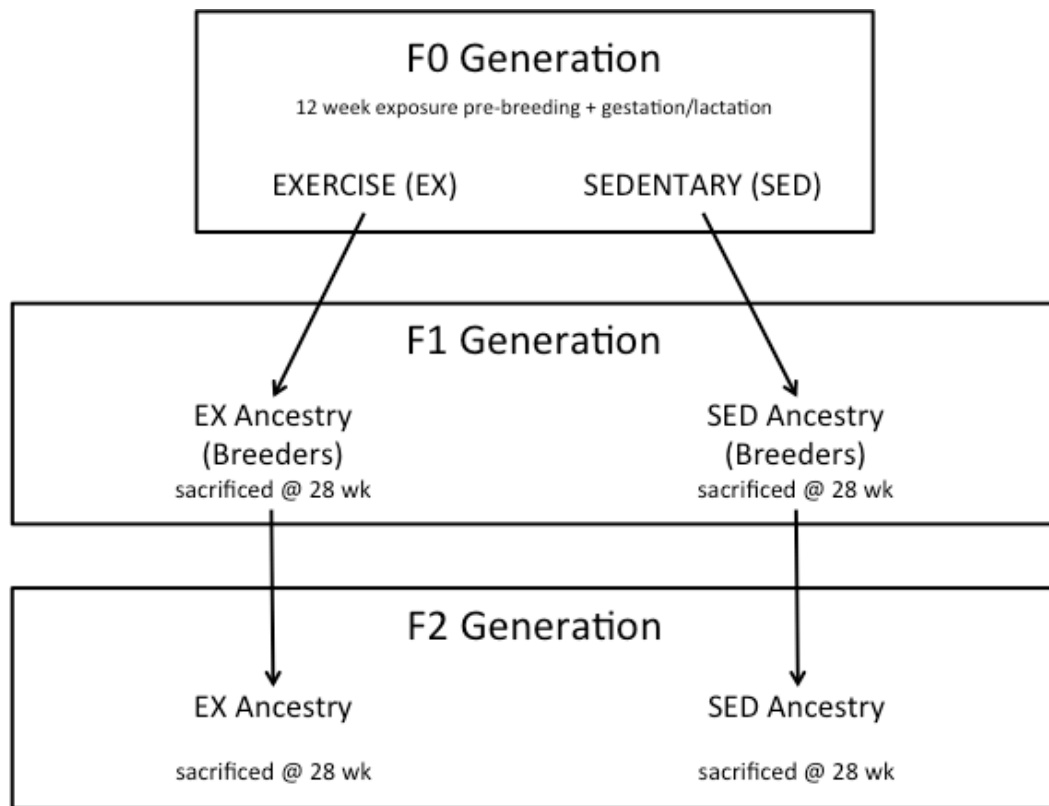 F0 Generation
12 week exposure pre-breeding + gestation/lactation
EXERCISE (EX)
SEDENTARY (SED)
F1 Generation
EX Ancestry
(Breeders)
sacrificed @ 28 wk
SED Ancestry
(Breeders)
sacrificed @ 28 wk
F2 Generation
EX Ancestry
sacrificed @ 28 wk
SED Ancestry
sacrificed @ 28 wk